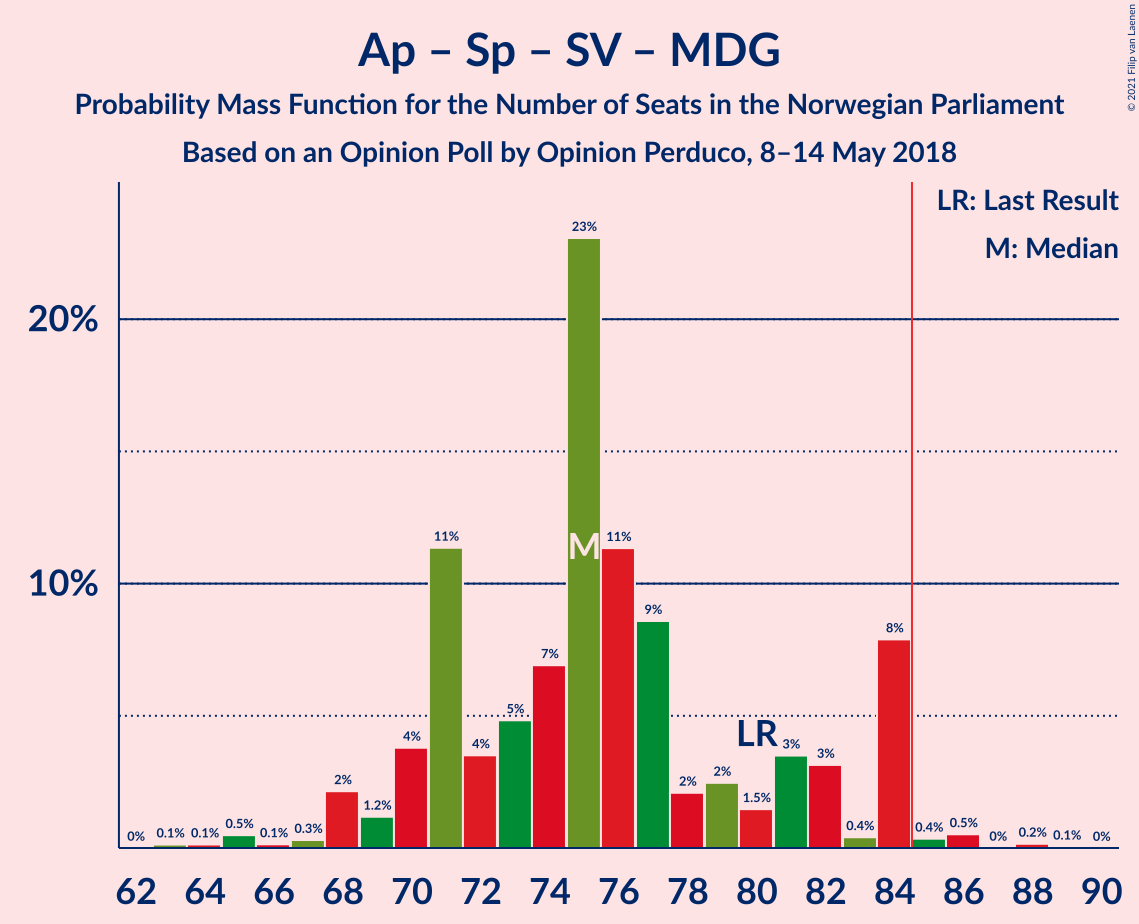 Ap – Sp – SV – MDG
Probability Mass Function for the Number of Seats in the Norwegian Parliament
Based on an Opinion Poll by Opinion Perduco, 8–14 May 2018
© 2021 Filip van Laenen
LR: Last Result
M: Median
20%
10%
0% 0.1% 0.1% 0.5% 0.1% 0.3% 2% 1.2% 4% 11% 4% 5% 7% 23% 11% 9% 2% 2% 1.5% 3% 3% 0.4% 8% 0.4% 0.5% 0% 0.2% 0.1% 0%
M
LR
62 64 66 68 70 72 74 76 78 80 82 84 86 88 90